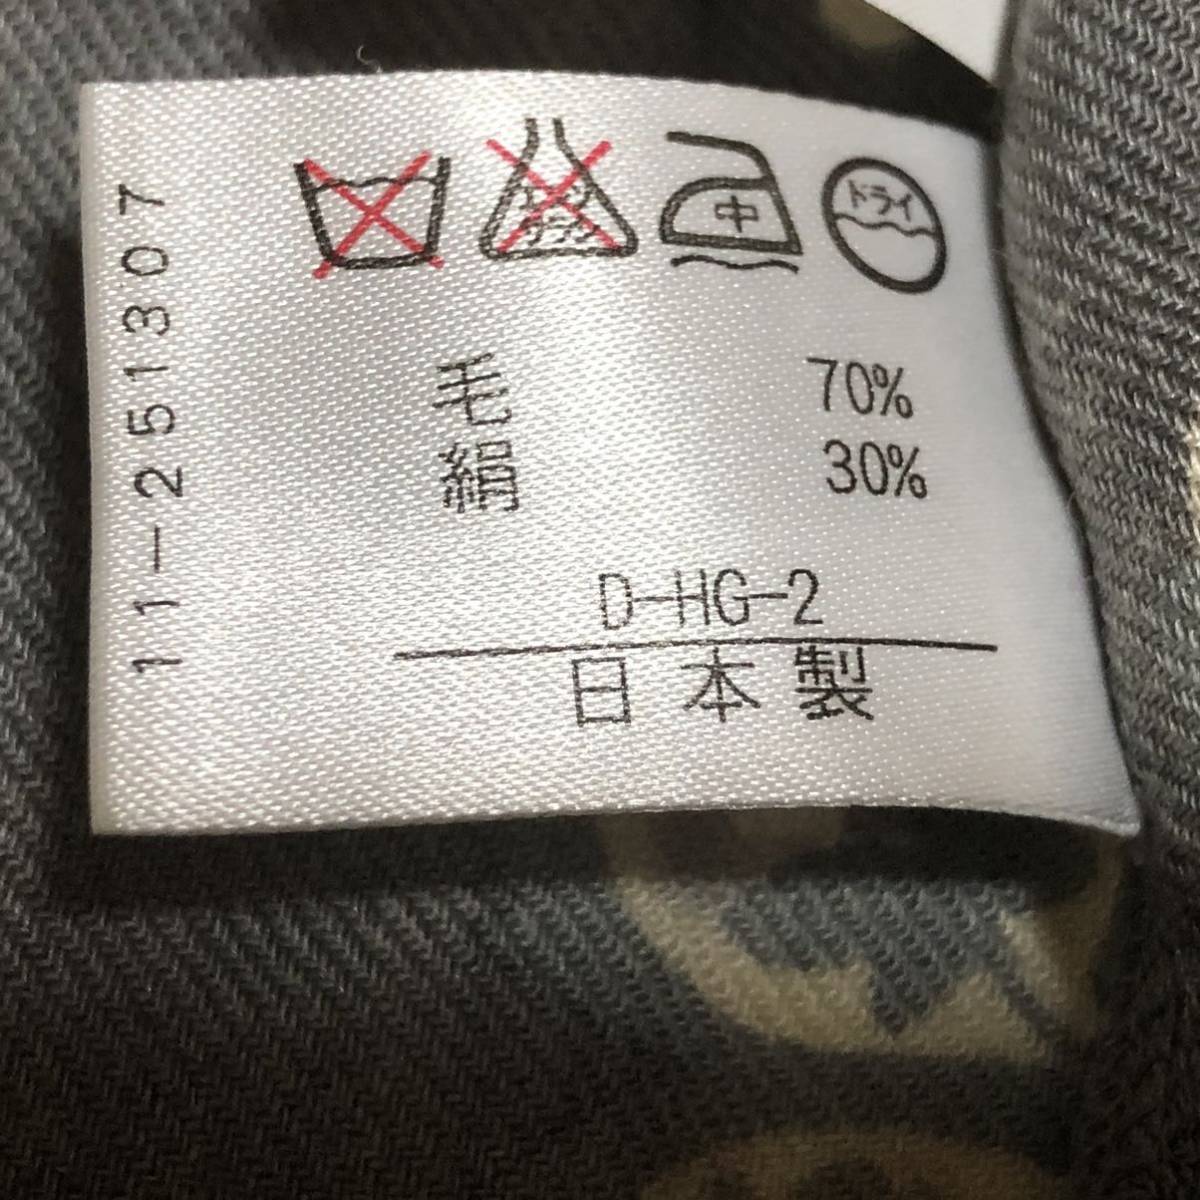 中
ドライ
毛 70%
絹 30%
D-HG-2
日本製
11-251307